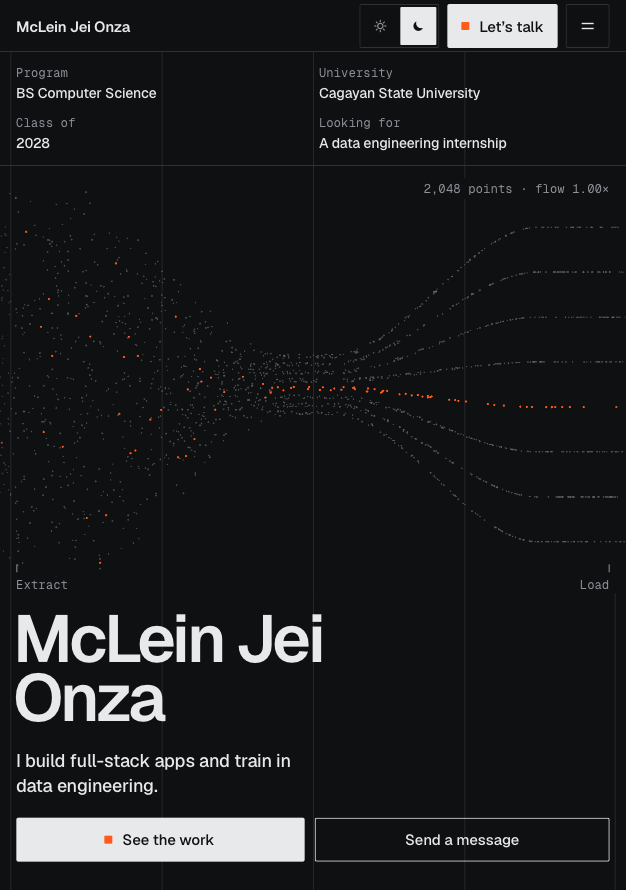 McLein Jei Onza
Let's talk
Program
BS Computer Science
University
Cagayan State University
Class of
2028
Looking for
A data engineering internship
2,048 points · flow 1.00×
Extract
Load
McLein Jei
Onza
I build full-stack apps and train in
data engineering.
See the work
Send a message